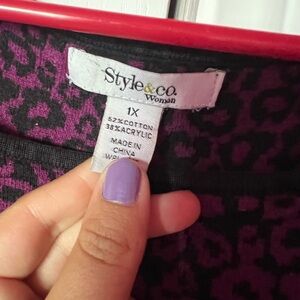 Style&co.
Woman
1X
62%COTTON
38%ACRYLIC
MADE IN
CHINA